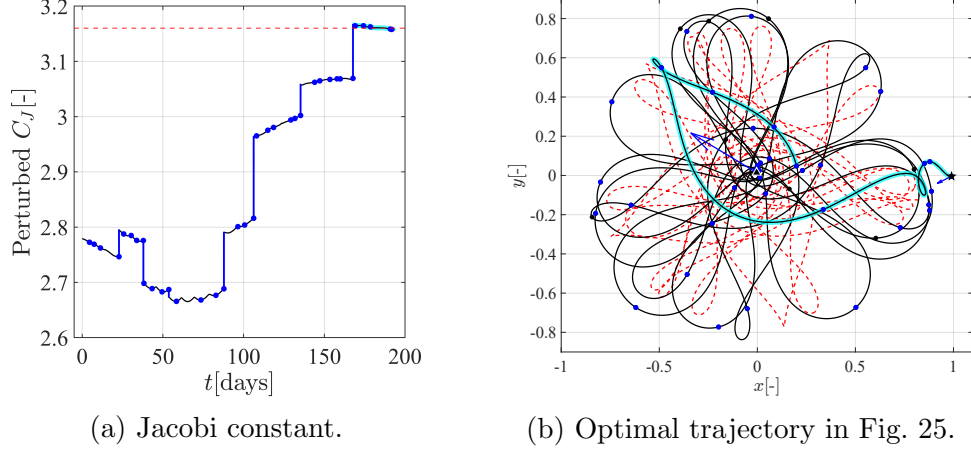 3.2
3.1
3
2.9
2.8
2.7
2.6
Perturbed C_J[-]
0 50 100 150 200
t[days]
(a) Jacobi constant.
0.8
0.6
0.4
0.2
0
-0.2
-0.4
-0.6
-0.8
y[-]
-1 -0.5 0 0.5 1
x[-]
(b) Optimal trajectory in Fig. 25.